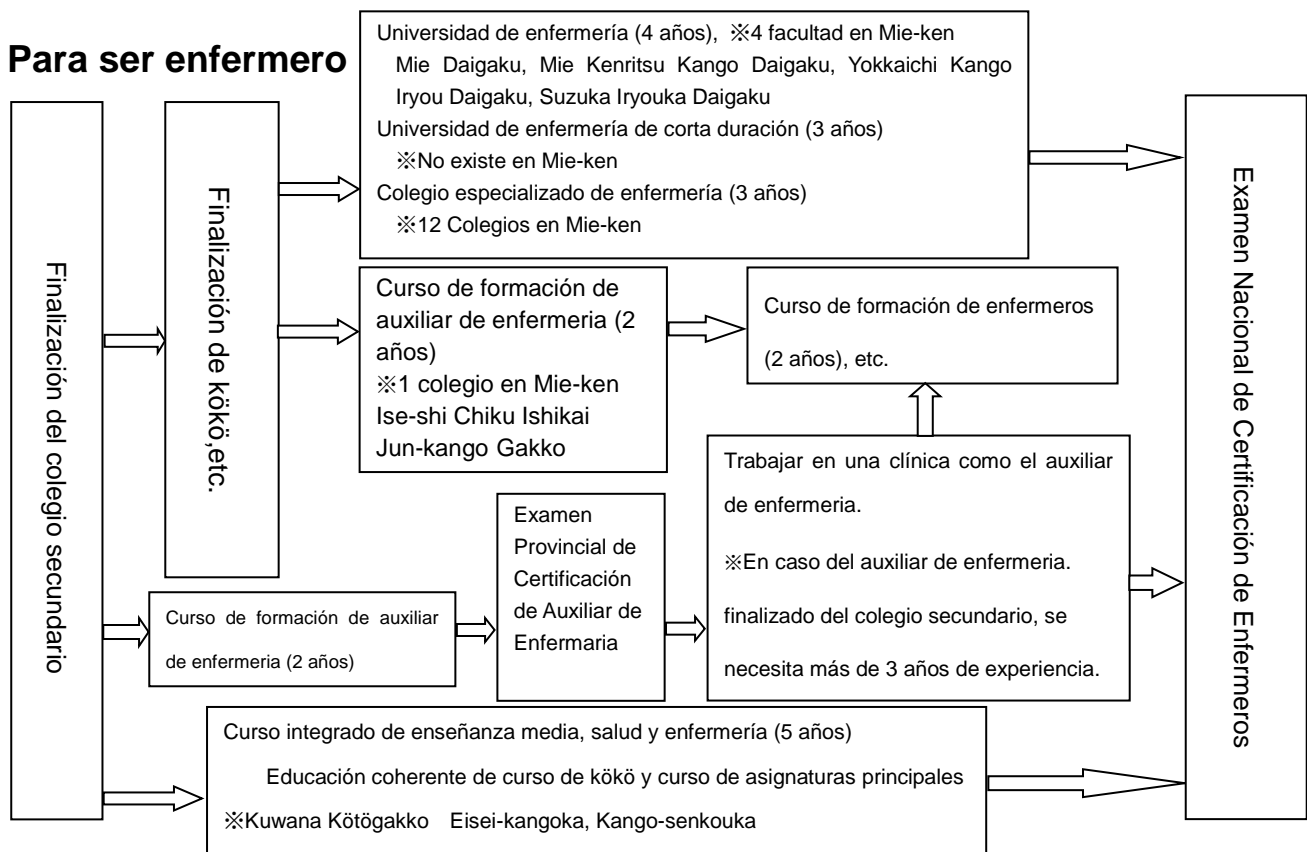 Para ser enfermero
Universidad de enfermería (4 años), ※4 facultad en Mie-ken
Mie Daigaku, Mie Kenritsu Kango Daigaku, Yokkaichi Kango
Iryou Daigaku, Suzuka Iryouka Daigaku
Universidad de enfermería de corta duración (3 años)
※No existe en Mie-ken
Colegio especializado de enfermería (3 años)
※12 Colegios en Mie-ken
Finalización del colegio secundario
Finalización de kökö,etc.
Curso de formación de
auxiliar de enfermeria (2
años)
※1 colegio en Mie-ken
Ise-shi Chiku Ishikai
Jun-kango Gakko
Curso de formación de enfermeros
(2 años), etc.
Trabajar en una clínica como el auxiliar
de enfermeria.
※En caso del auxiliar de enfermeria.
finalizado del colegio secundario, se
necesita más de 3 años de experiencia.
Examen
Provincial de
Certificación
de Auxiliar de
Enfermaria
Curso de formación de auxiliar
de enfermeria (2 años)
Curso integrado de enseñanza media, salud y enfermería (5 años)
Educación coherente de curso de kökö y curso de asignaturas principales
※Kuwana Kötögakko Eisei-kangoka, Kango-senkouka
Examen Nacional de Certificación de Enfermeros